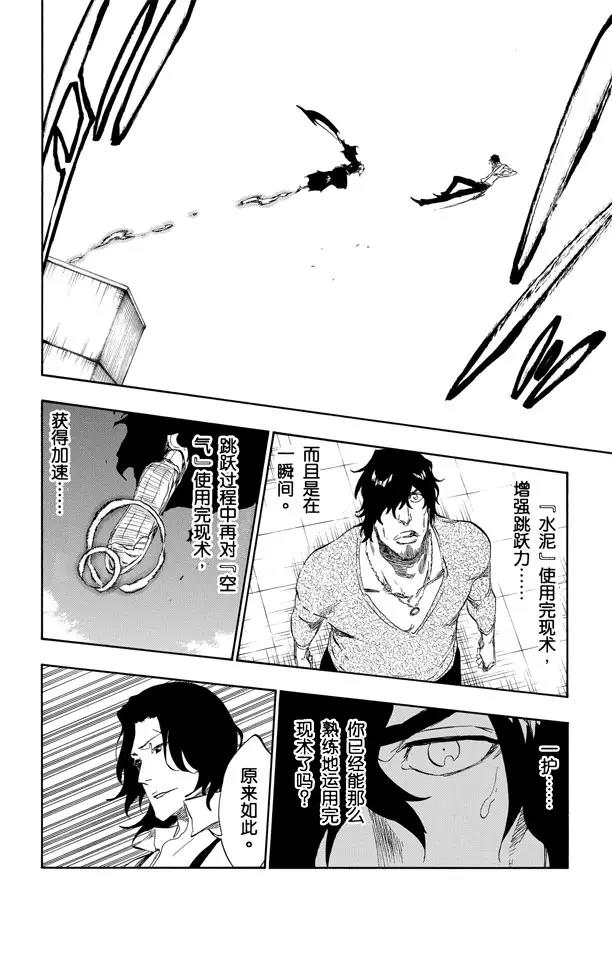 『水泥』使用完现术，
增强跳跃力……
而且是在
一瞬间。
跳跃过程中再对『空
气』使用完现术，
获得加速……
一护……
你已经能那么
熟练地运用完
现术了吗？
原来如此。